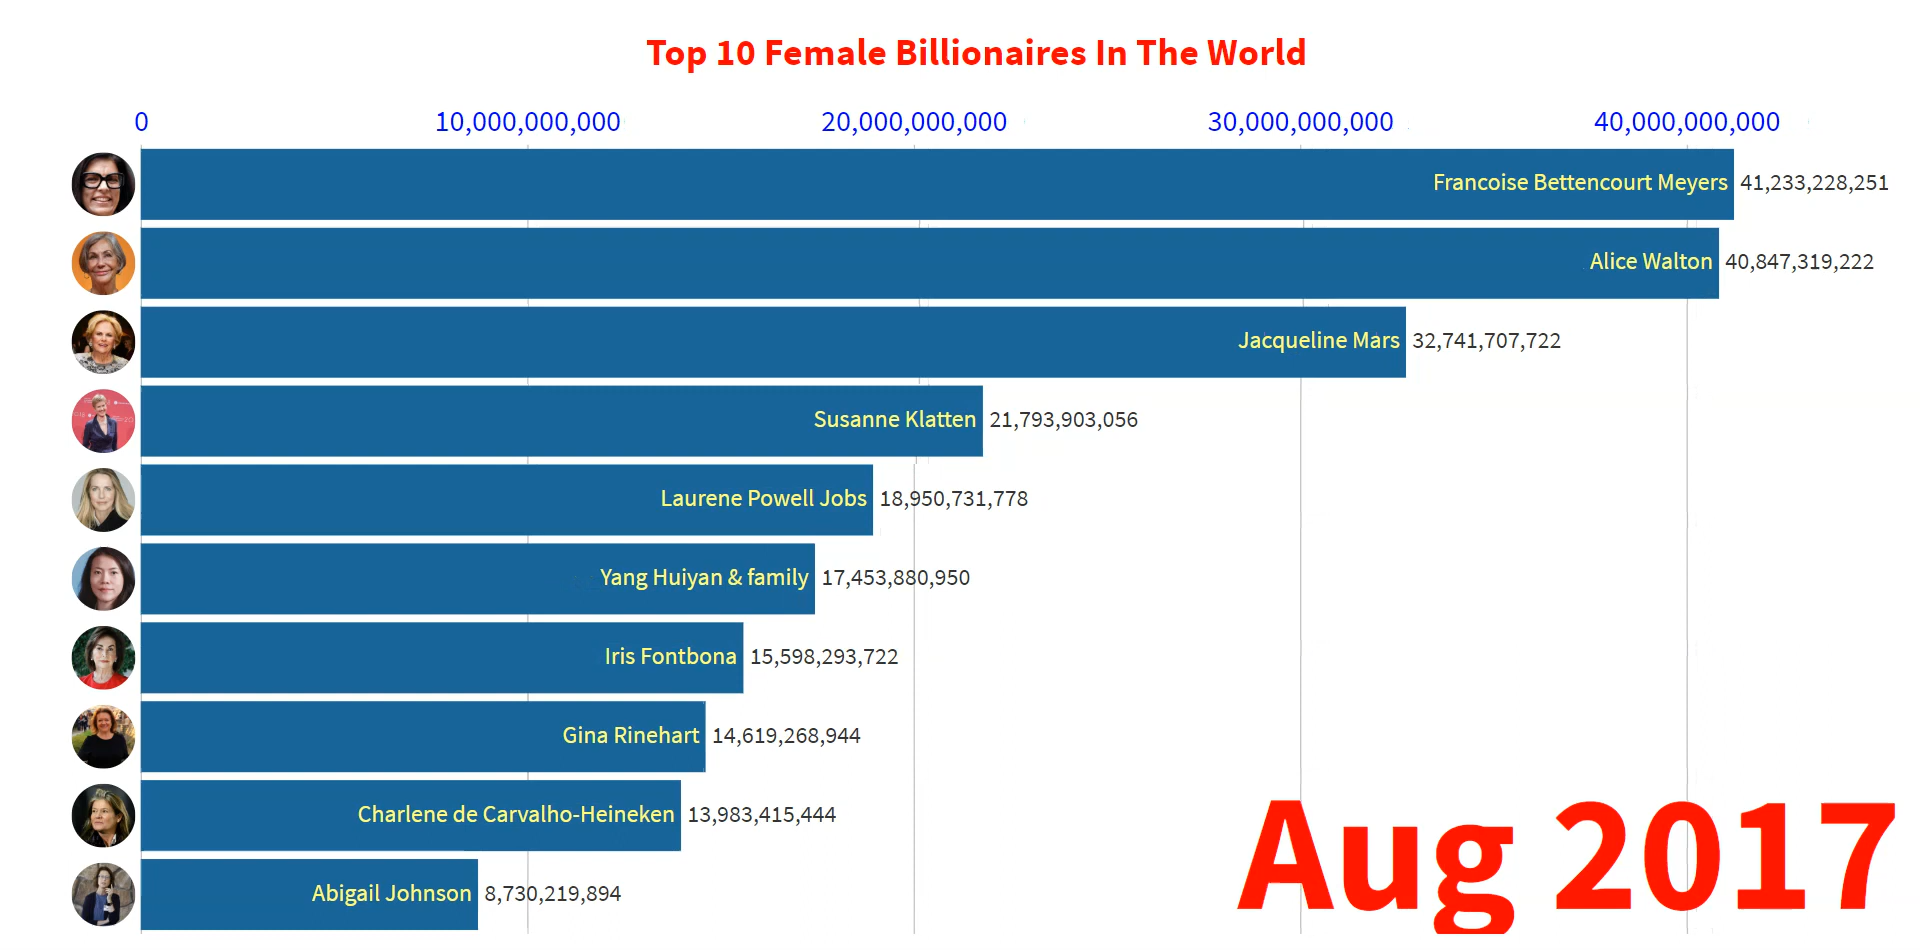 Top 10 Female Billionaires In The World
0 10,000,000,000 20,000,000,000 30,000,000,000 40,000,000,000
Francoise Bettencourt Meyers 41,233,228,251
Alice Walton 40,847,319,222
Jacqueline Mars 32,741,707,722
Susanne Klatten 21,793,903,056
Laurene Powell Jobs 18,950,731,778
Yang Huiyan & family 17,453,880,950
Iris Fontbona 15,598,293,722
Gina Rinehart 14,619,268,944
Charlene de Carvalho-Heineken 13,983,415,444
Abigail Johnson 8,730,219,894
Aug 2017